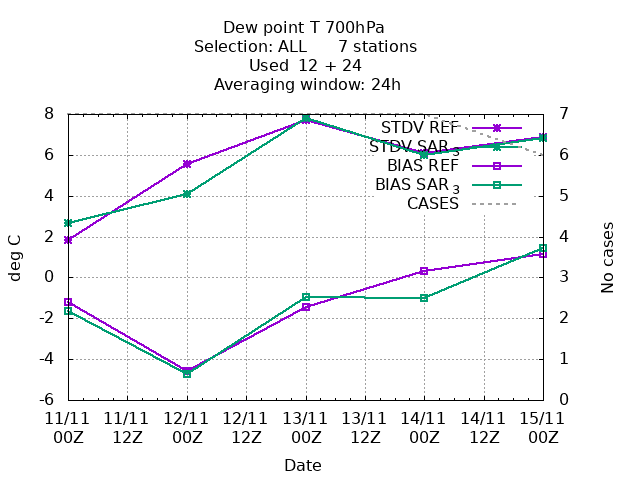 Dew point T 700hPa
Selection: ALL      7 stations
Used  12 + 24
Averaging window: 24h
8
6
4
2
0
-2
-4
-6
deg C
7
6
5
4
3
2
1
0
No cases
STDV REF
STDV SAR3
BIAS REF
BIAS SAR3
CASES
11/11 11/11 12/11 12/11 13/11 13/11 14/11 14/11 15/11
00Z 12Z 00Z 12Z 00Z 12Z 00Z 12Z 00Z
Date